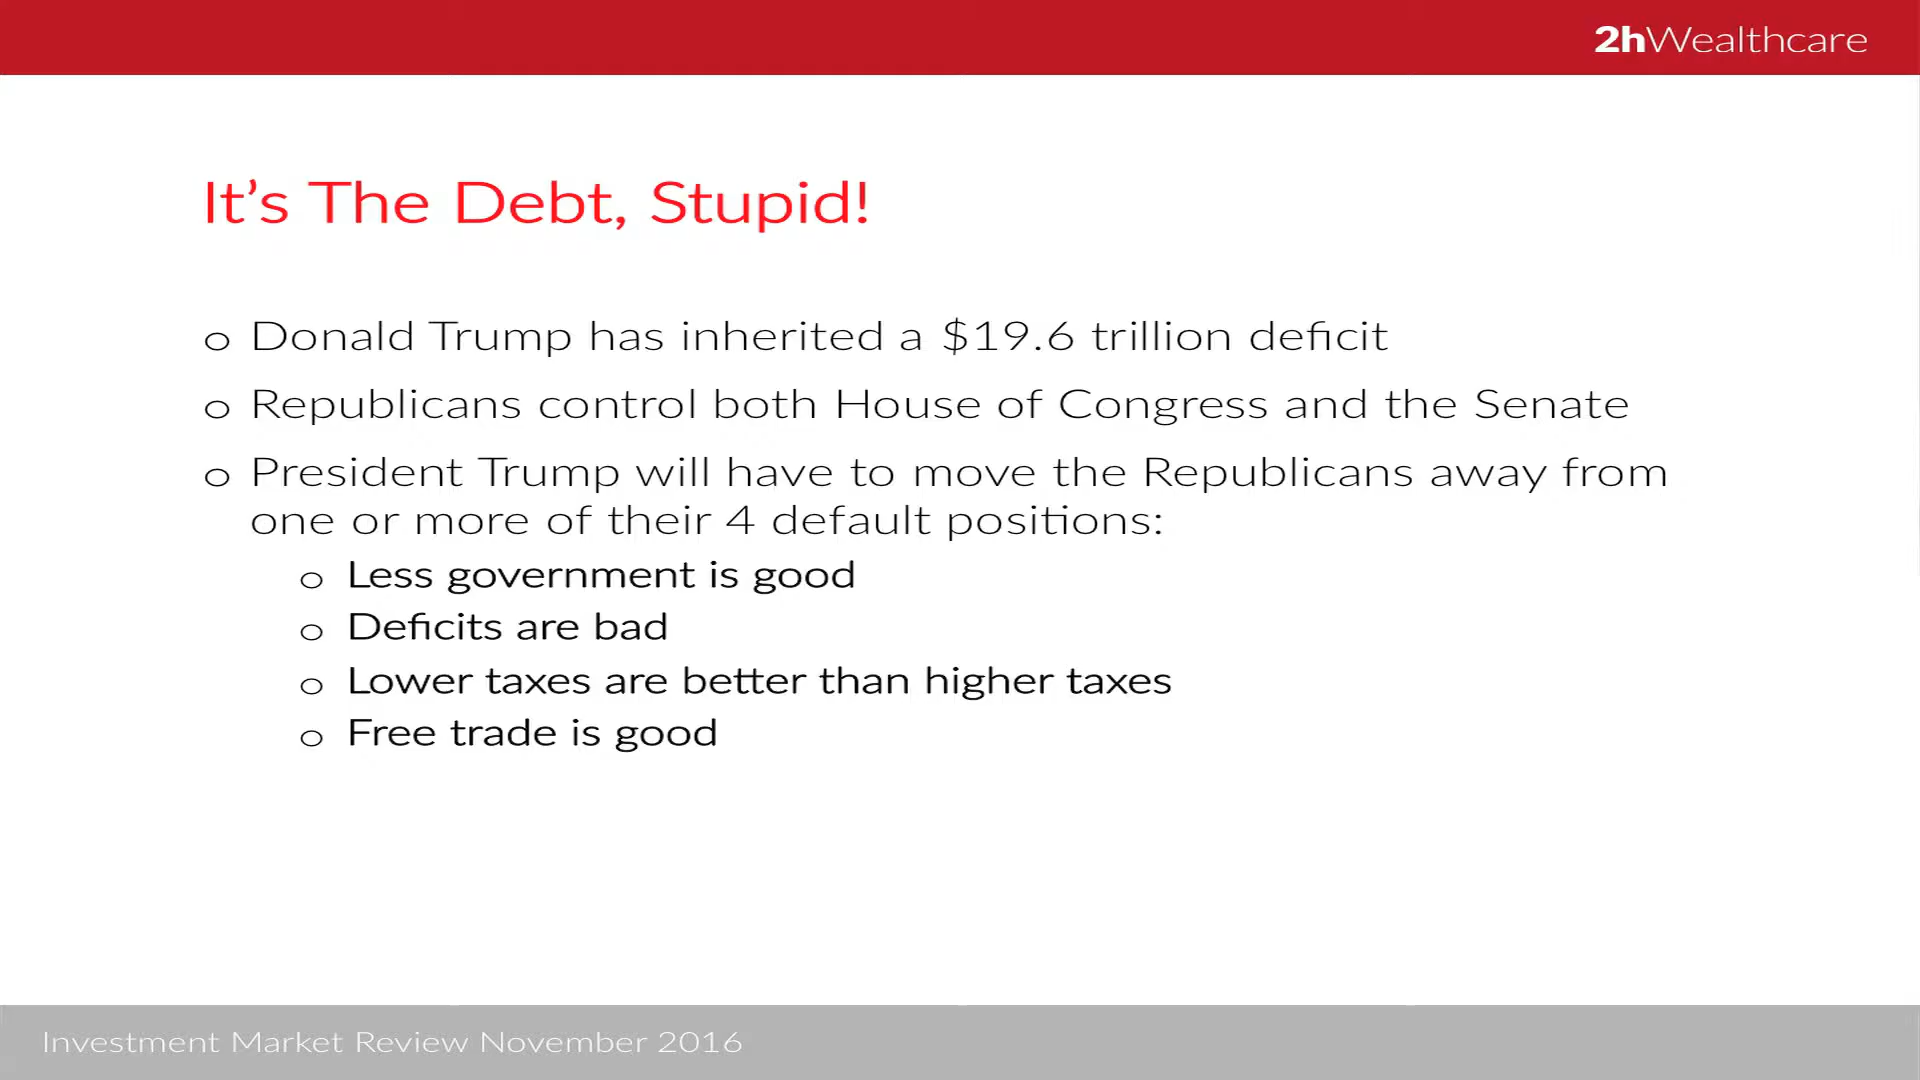 2hWealthcare
It’s The Debt, Stupid!
o Donald Trump has inherited a $19.6 trillion deficit
o Republicans control both House of Congress and the Senate
o President Trump will have to move the Republicans away from
one or more of their 4 default positions:
o Less government is good
o Deficits are bad
o Lower taxes are better than higher taxes
o Free trade is good
Investment Market Review November 2016